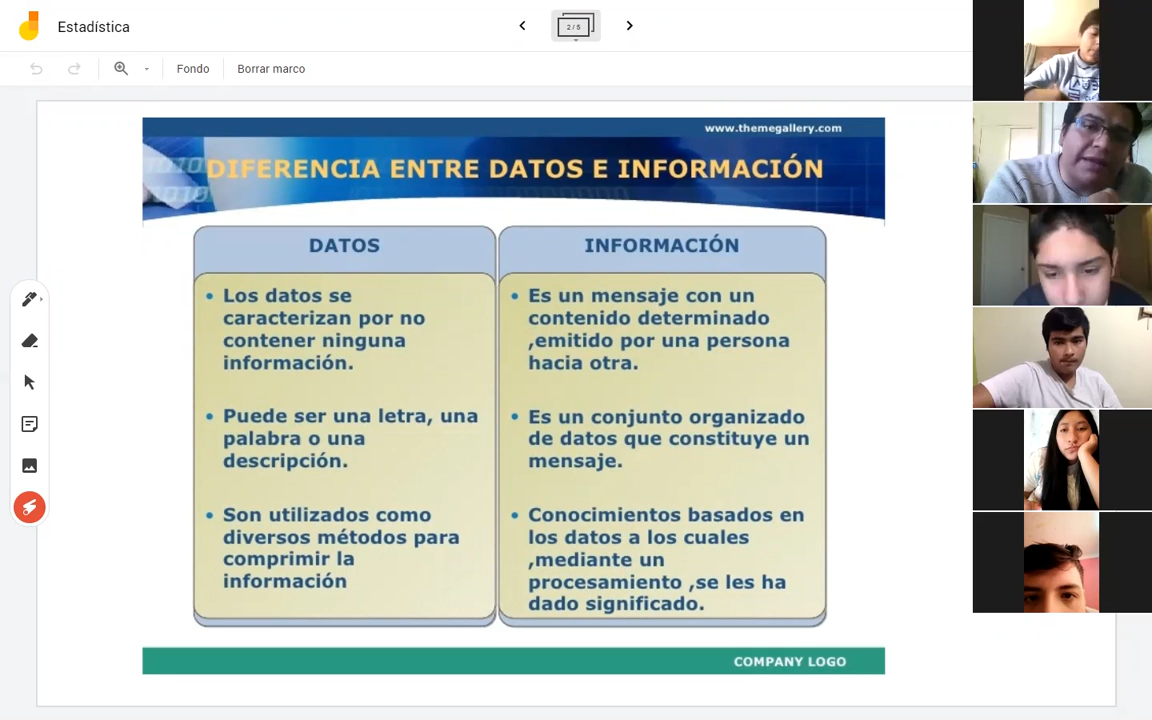 Estadística
2 / 5
Fondo
Borrar marco
www.themegallery.com
DIFERENCIA ENTRE DATOS E INFORMACIÓN
DATOS
• Los datos se
caracterizan por no
contener ninguna
información.
• Puede ser una letra, una
palabra o una
descripción.
• Son utilizados como
diversos métodos para
comprimir la
información
INFORMACIÓN
• Es un mensaje con un
contenido determinado
,emitido por una persona
hacia otra.
• Es un conjunto organizado
de datos que constituye un
mensaje.
• Conocimientos basados en
los datos a los cuales
,mediante un
procesamiento ,se les ha
dado significado.
COMPANY LOGO